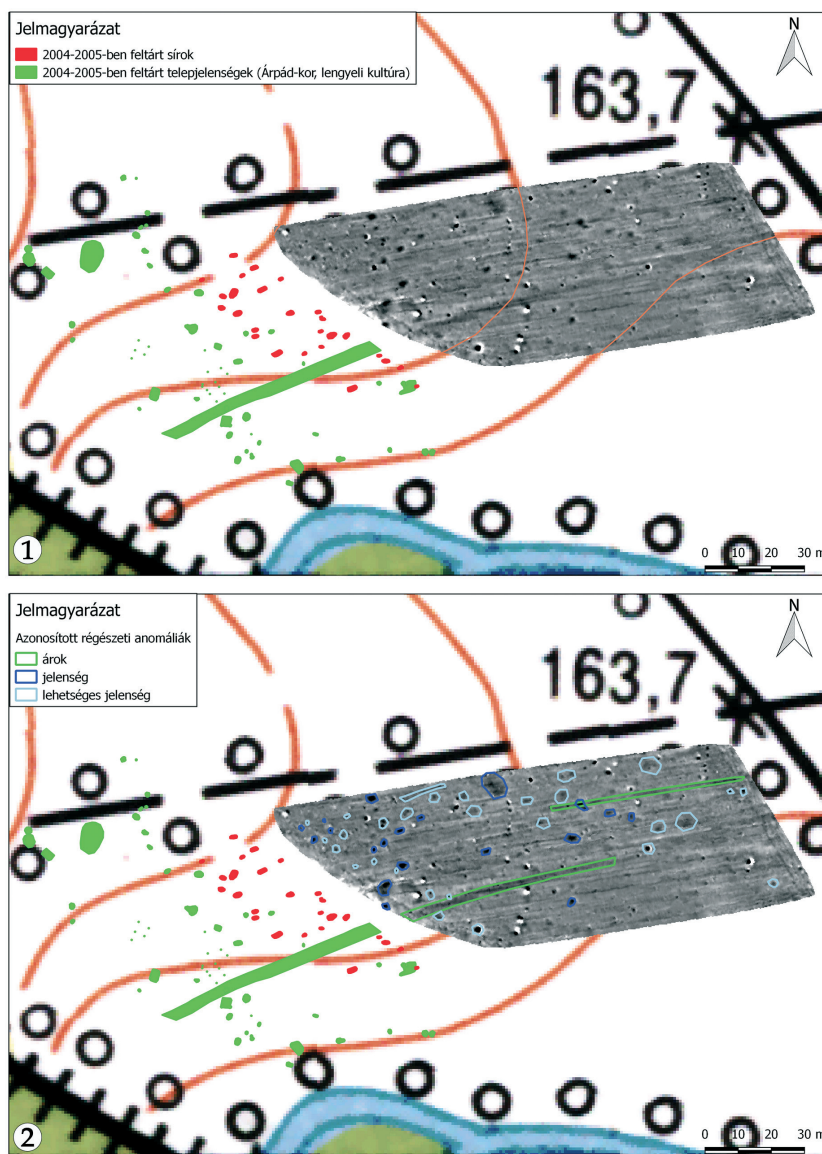 Jelmagyarázat
2004-2005-ben feltárt sírok
2004-2005-ben feltárt telepjelenségek (Árpád-kor, lengyeli kultúra)
N
163,7
0 10 20 30 m
1
Jelmagyarázat
Azonosított régészeti anomáliák
árok
jelenség
lehetséges jelenség
N
163,7
0 10 20 30 m
2